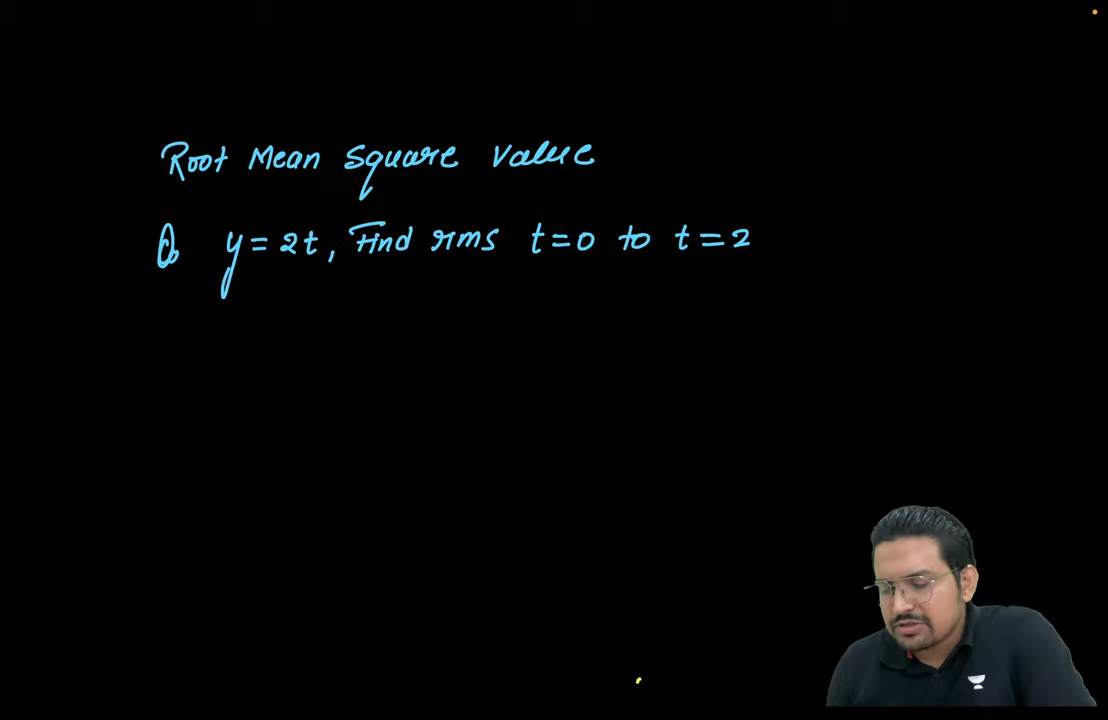 Root Mean Square Value
Q y = 2t, Find rms t = 0 to t = 2